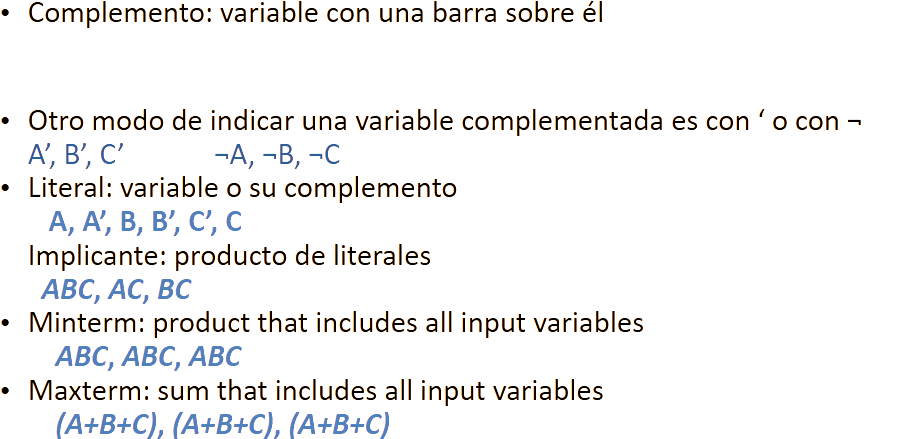 • Complemento: variable con una barra sobre él
• Otro modo de indicar una variable complementada es con ‘ o con ¬
A’, B’, C’ ¬A, ¬B, ¬C
• Literal: variable o su complemento
A, A’, B, B’, C’, C
Implicante: producto de literales
ABC, AC, BC
• Minterm: product that includes all input variables
ABC, ABC, ABC
• Maxterm: sum that includes all input variables
(A+B+C), (A+B+C), (A+B+C)